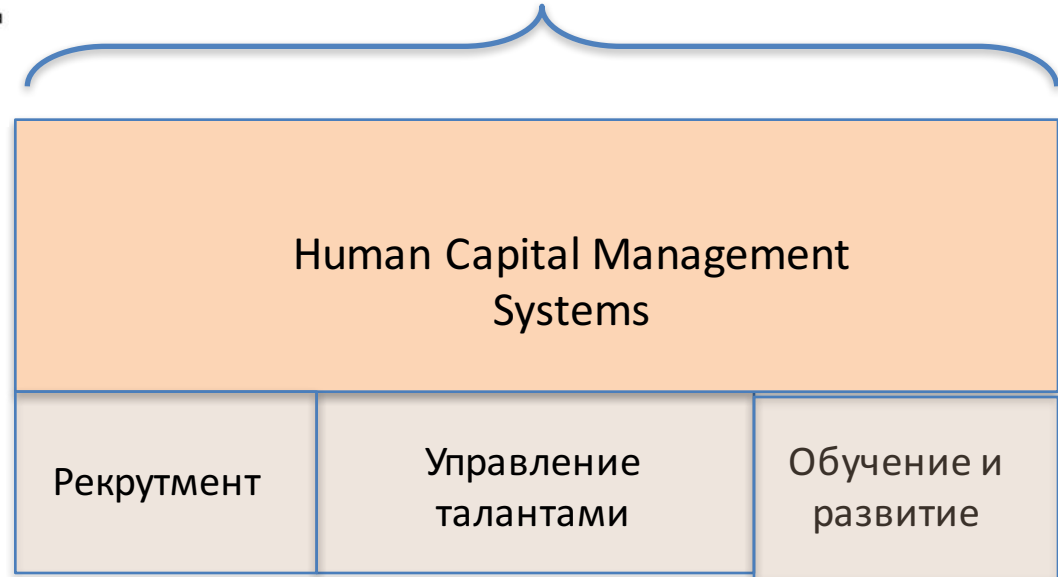 Human Capital Management
Systems
Рекрутмент
Управление
талантами
Обучение и
развитие